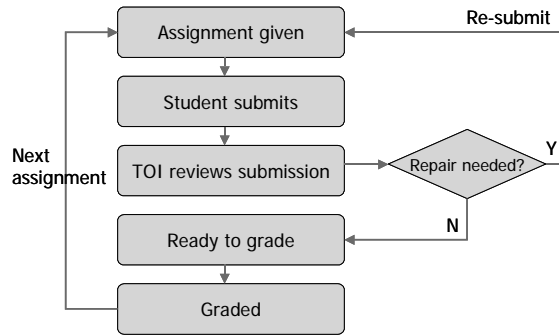 Re-submit
Assignment given
Student submits
Next
assignment
TOI reviews submission
Repair needed?
Y
N
Ready to grade
Graded